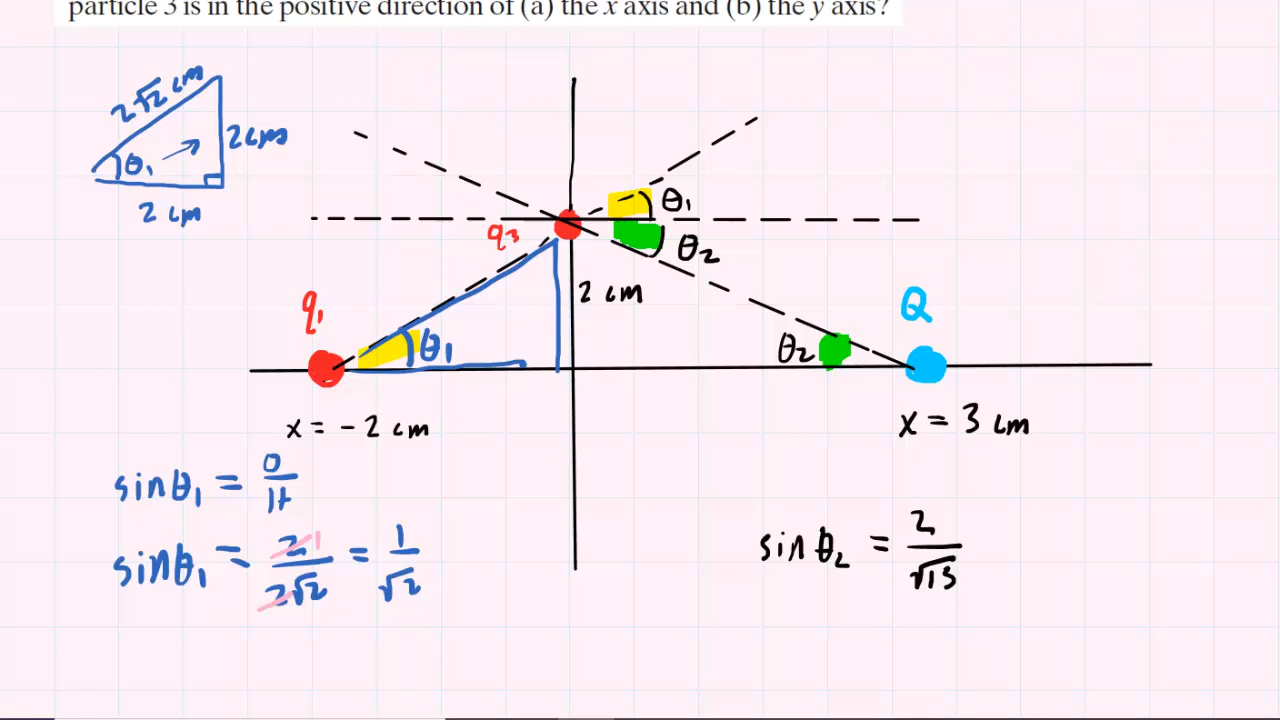 particle 3 is in the positive direction of (a) the x axis and (b) the y axis?
2√2 cm
2 cm
θ₁
2 cm
θ₁
q₃
θ₂
2 cm
q₁
Q
θ₁
θ₂
x = -2 cm
x = 3 cm
sinθ₁ = O/H
sinθ₁ = 2/2√2 1 = 1/√2
sinθ₂ = 2/√13